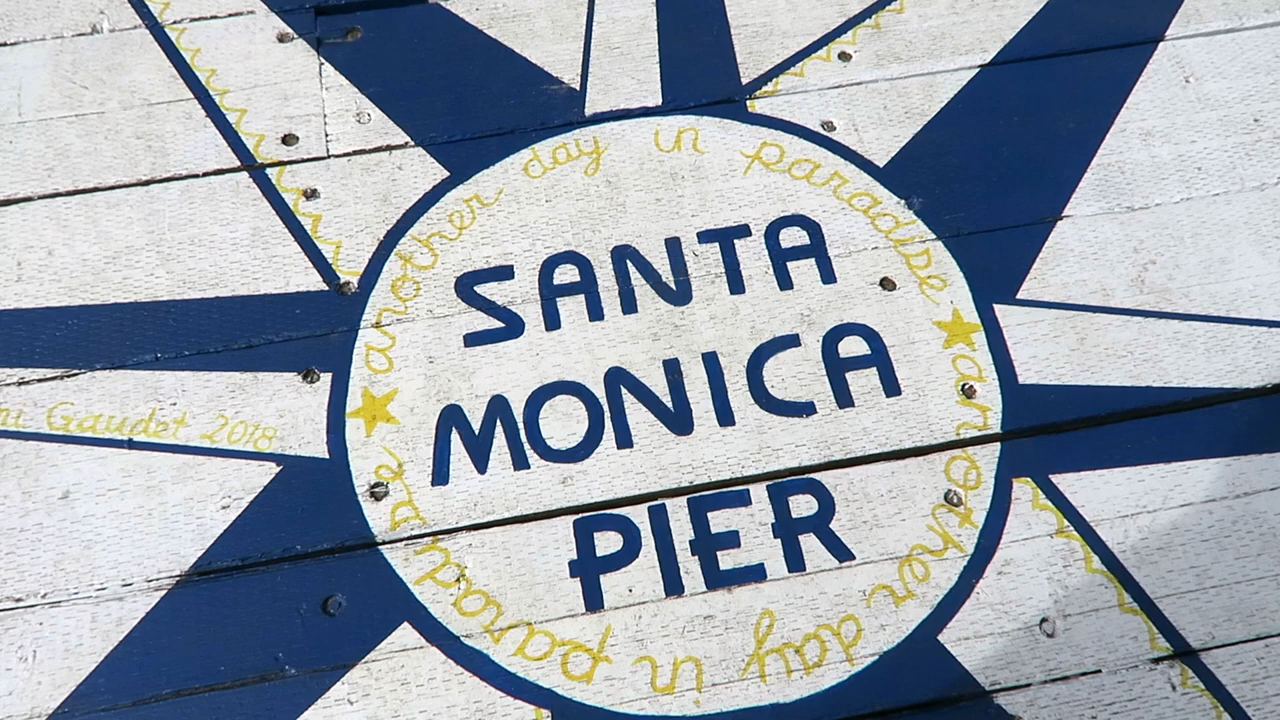 another day in paradise
SANTA
MONICA
PIER
another day in paradise
Gaudet 2018